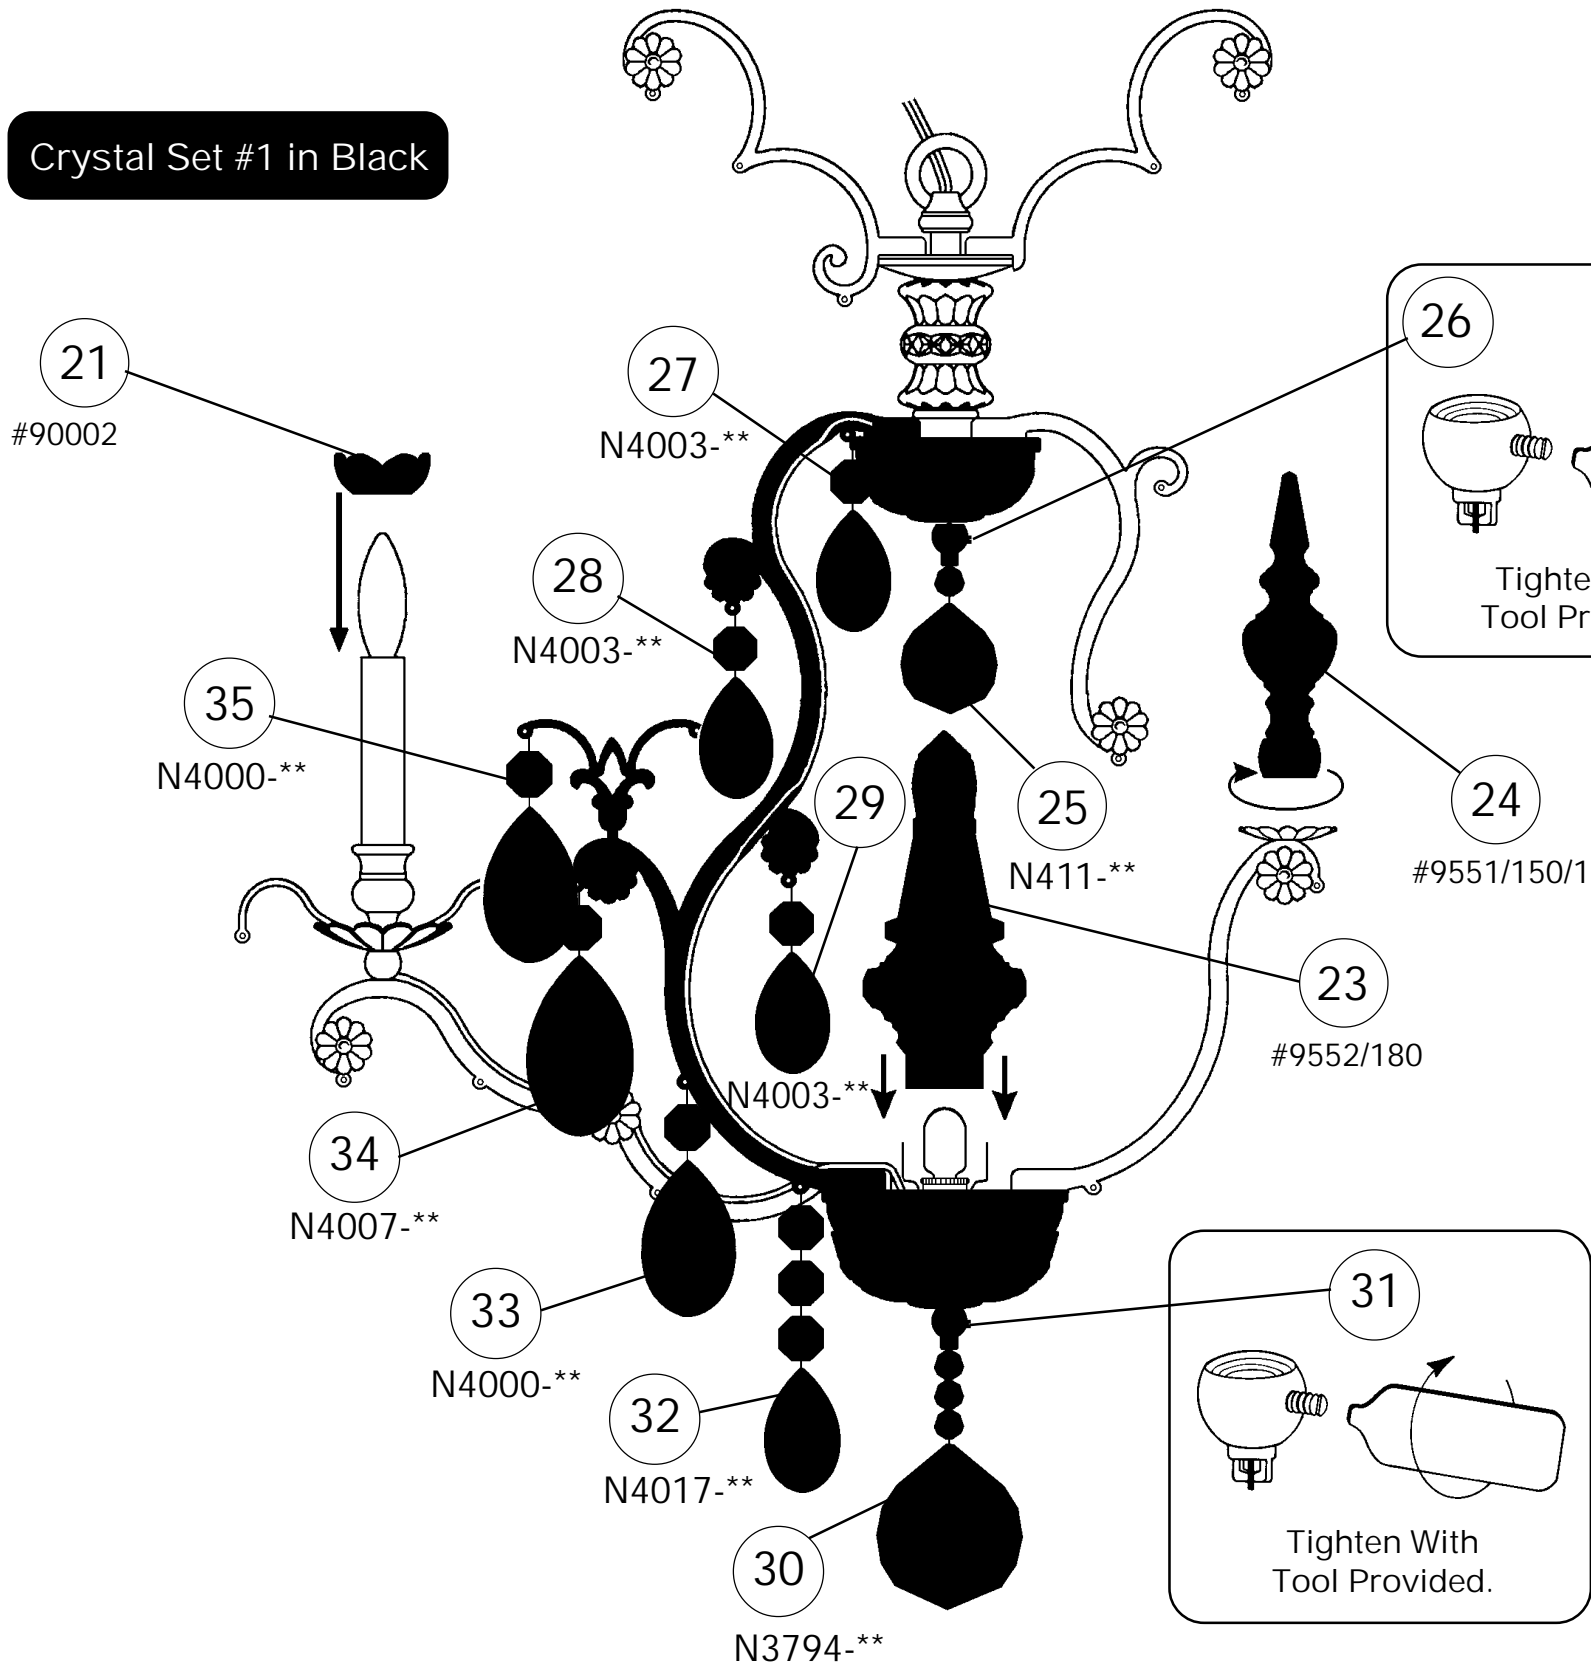 Crystal Set #1 in Black
26
21
#90002
27
N4003-**
28
N4003-**
Tighte
Tool Pr
35
N4000-**
29
25
N411-**
24
#9551/150/1
23
#9552/180
N4003-**
34
N4007-**
33
N4000-**
31
32
N4017-**
Tighten With
Tool Provided.
30
N3794-**